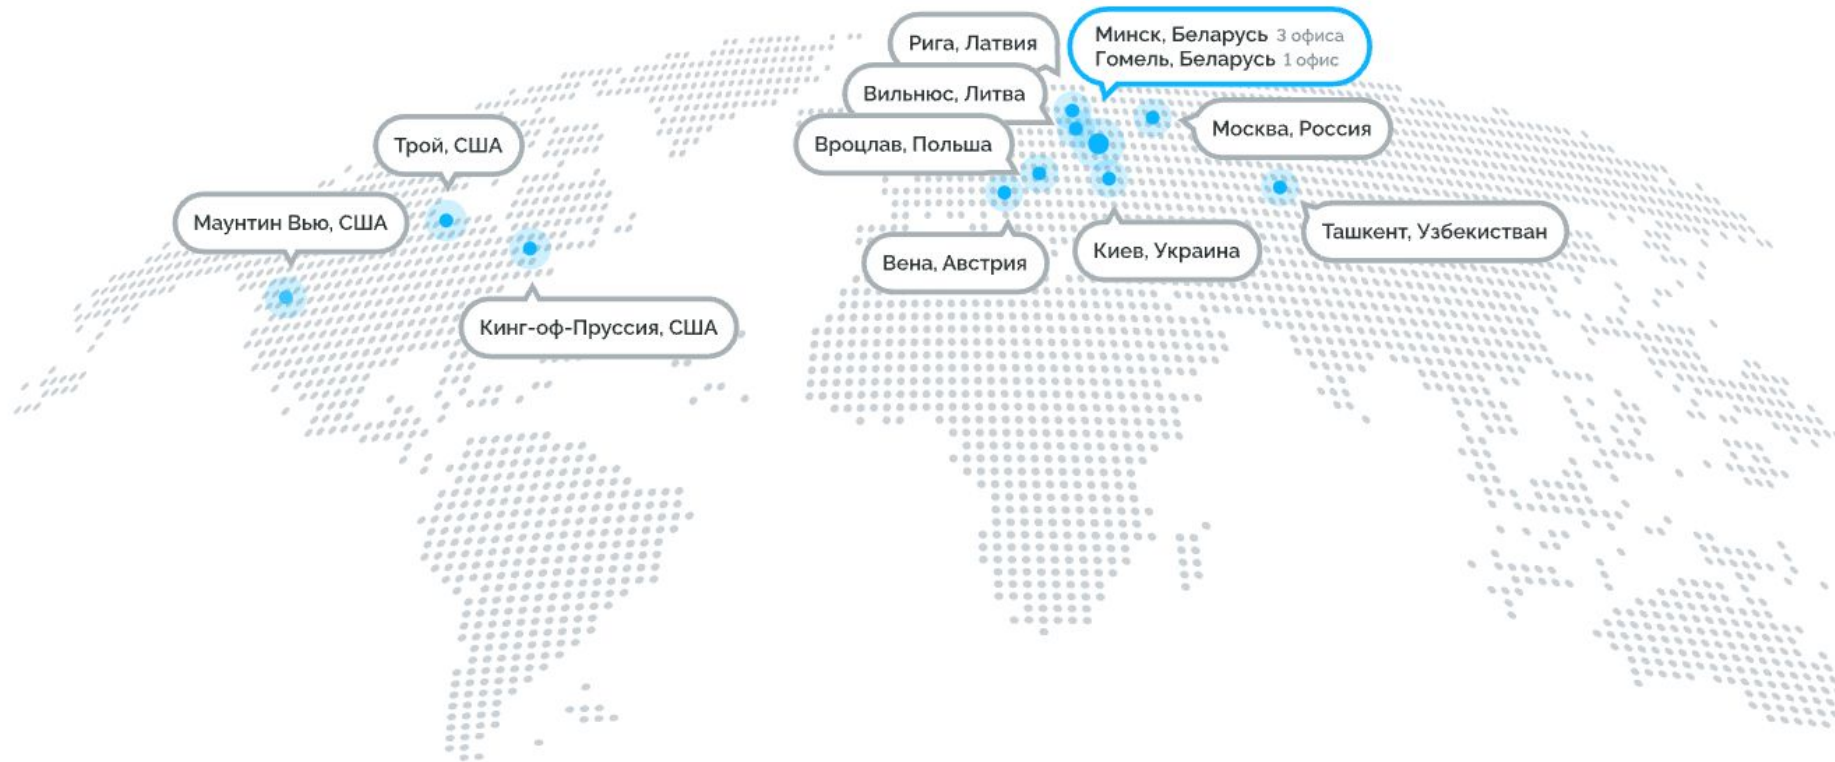 Рига, Латвия
Минск, Беларусь 3 офиса
Гомель, Беларусь 1 офис
Вильнюс, Литва
Москва, Россия
Трой, США
Вроцлав, Польша
Маунтин Вью, США
Ташкент, Узбекистван
Киев, Украина
Вена, Австрия
Кинг-оф-Пруссия, США